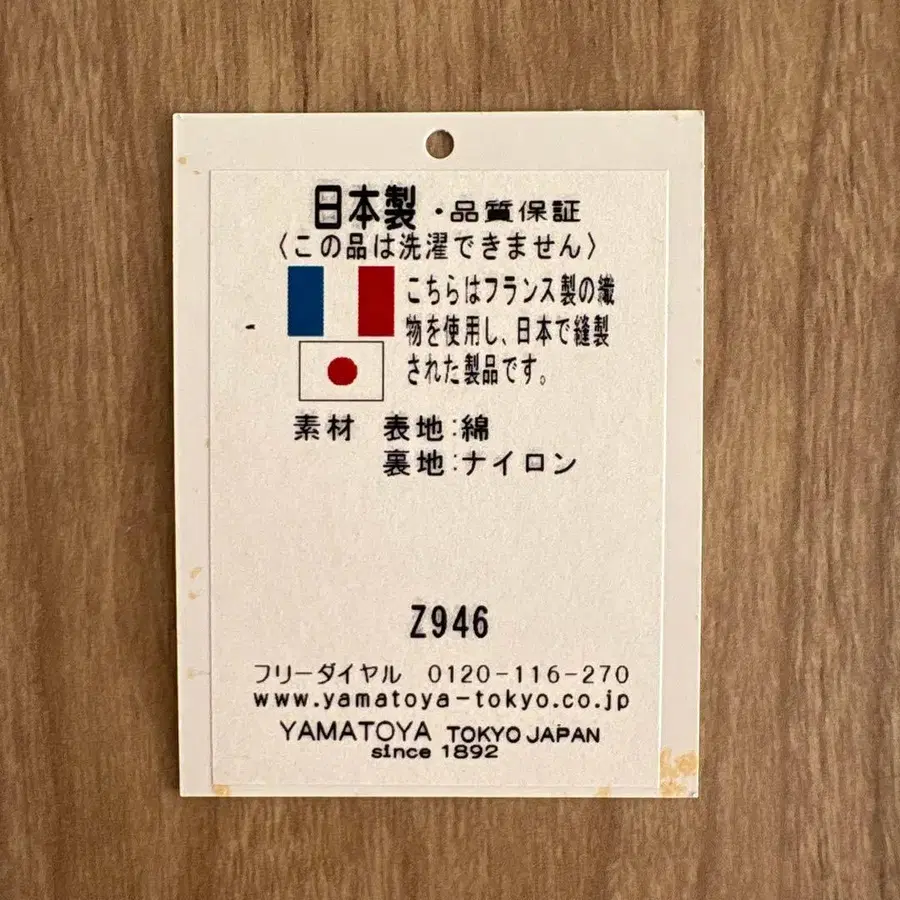 日本製・品質保証
〈この品は洗濯できません〉
こちらはフランス製の織
物を使用し、日本で縫製
された製品です。
素材 表地:綿
裏地:ナイロン
Z946
フリーダイヤル 0120-116-270
www.yamatoya-tokyo.co.jp
YAMATOYA TOKYO JAPAN
since 1892